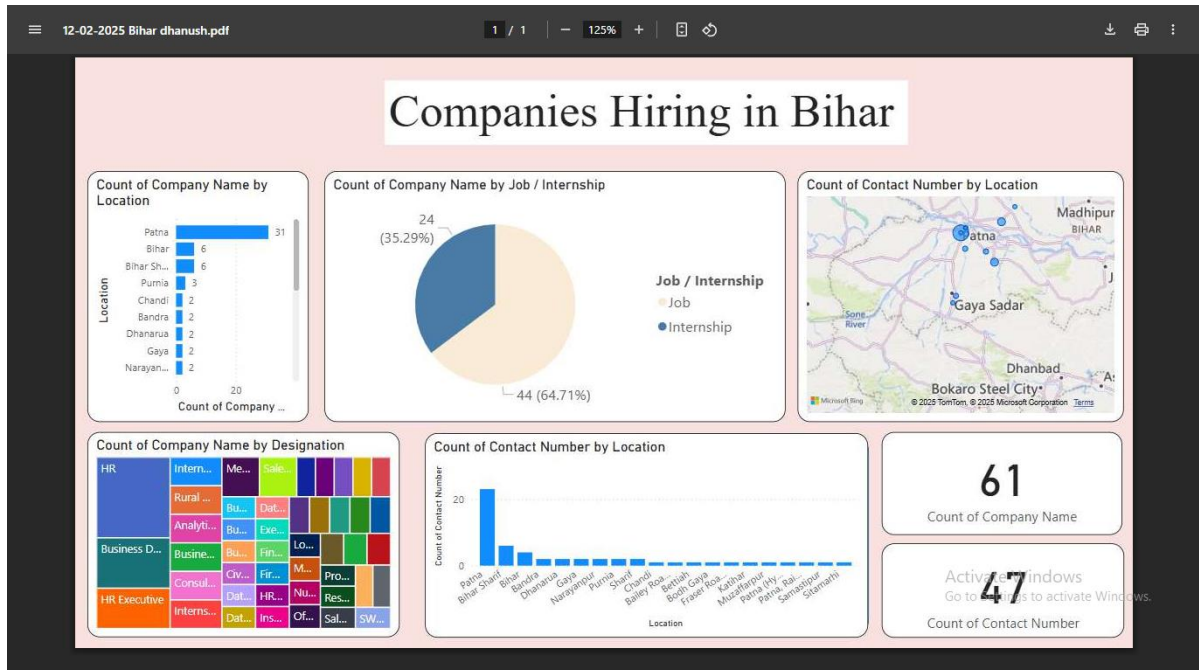 12-02-2025 Bihar dhanush.pdf
1 / 1
125%
Companies Hiring in Bihar
Count of Company Name by
Location
Location
Patna 31
Bihar 6
Bihar Sh... 6
Purnia 3
Chandi 2
Bandra 2
Dhanarua 2
Gaya 2
Narayan... 2
0 20
Count of Company ...
Count of Company Name by Job / Internship
24
(35.29%)
44 (64.71%)
Job / Internship
Job
Internship
Count of Contact Number by Location
Madhipur
BIHAR
atna
Gaya Sadar
Sone
River
Dhanbad
Bokaro Steel City
As
Microsoft Bing
© 2025 TomTom, © 2025 Microsoft Corporation Terms
Count of Company Name by Designation
HR
Business D...
HR Executive
Intern...
Rural ...
Analyti...
Busine...
Consul...
Interns...
Me...
Bu...
Bu...
Bu...
Civ...
Dat...
Dat...
Sale...
Dat...
Exe...
Fin...
Fir...
HR...
Ins...
Lo...
M...
Nu...
Of...
Pro...
Res...
Sal...
SW...
Count of Contact Number by Location
Count of Contact Number
20
0
Patna
Bihar Sharif
Bihar
Bandra
Dhanarua
Gaya
Narayanpur
Purnia
Sharif
Chandi
Bailey Roa...
Bettiah
Bodh Gaya
Fraser Roa...
Katihar
Muzaffarpur
Patna (Hy...
Patna, Rai...
Samastipur
Sitamarhi
Location
61
Count of Company Name
47
Count of Contact Number
Activate Windows
Go to Settings to activate Windows.